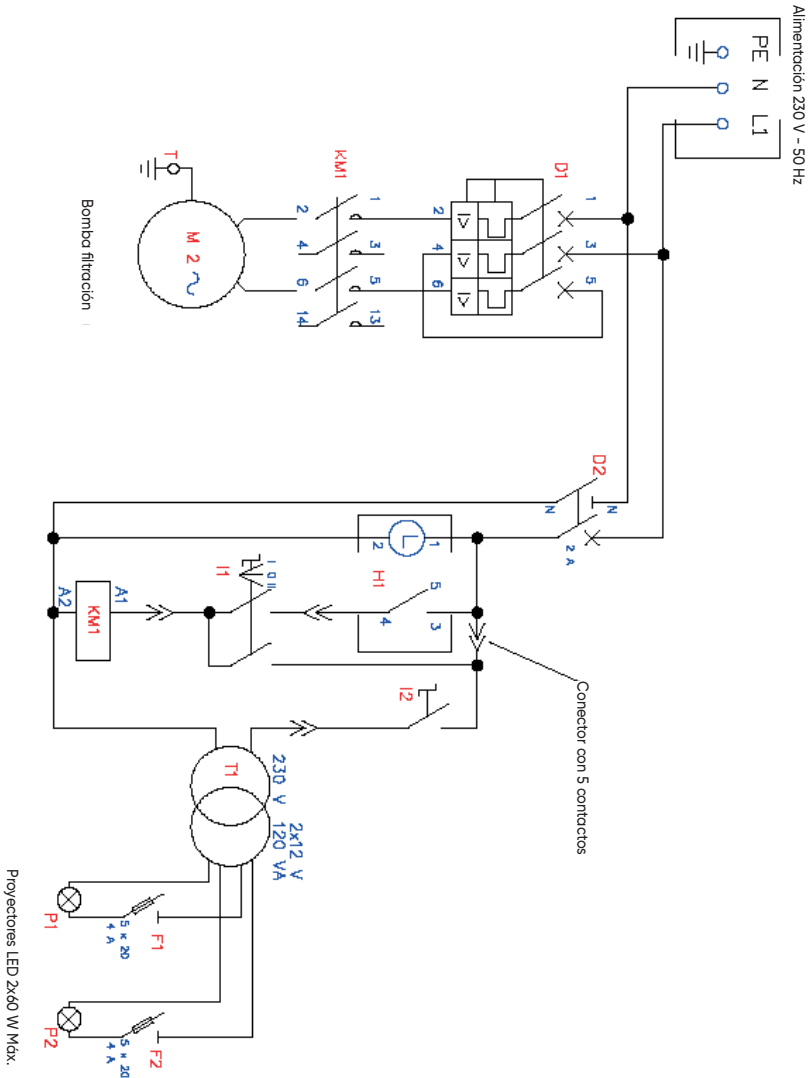 Alimentación 230 V - 50 Hz
PE
N
L1
D1
1
3
5
2
4
6
KM1
1
3
5
13
2
4
6
14
T
M 2
Bomba filtración
D2
N
N
2 A
L
1
2
H1
5
3
4
I1
I 0 II
A1
A2
KM1
I2
Conector con 5 contactos
T1
230 V
2x12 V
120 VA
P1
F1
5 x 20
4 A
P2
F2
5 x 20
4 A
Proyectores LED 2x60 W Máx.